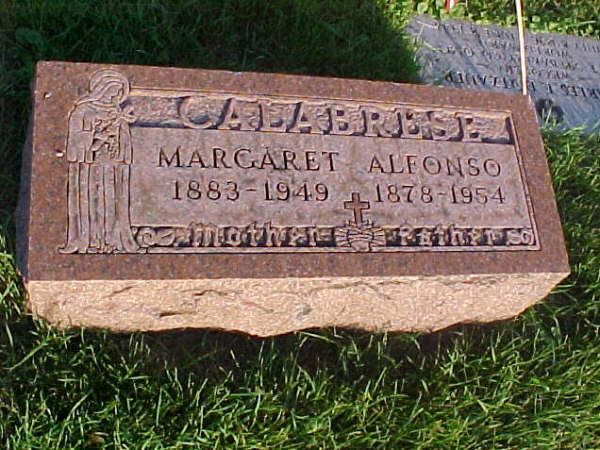 CALABRESE
MARGARET ALFONSO
1883-1949 1878-1954
Mother Father